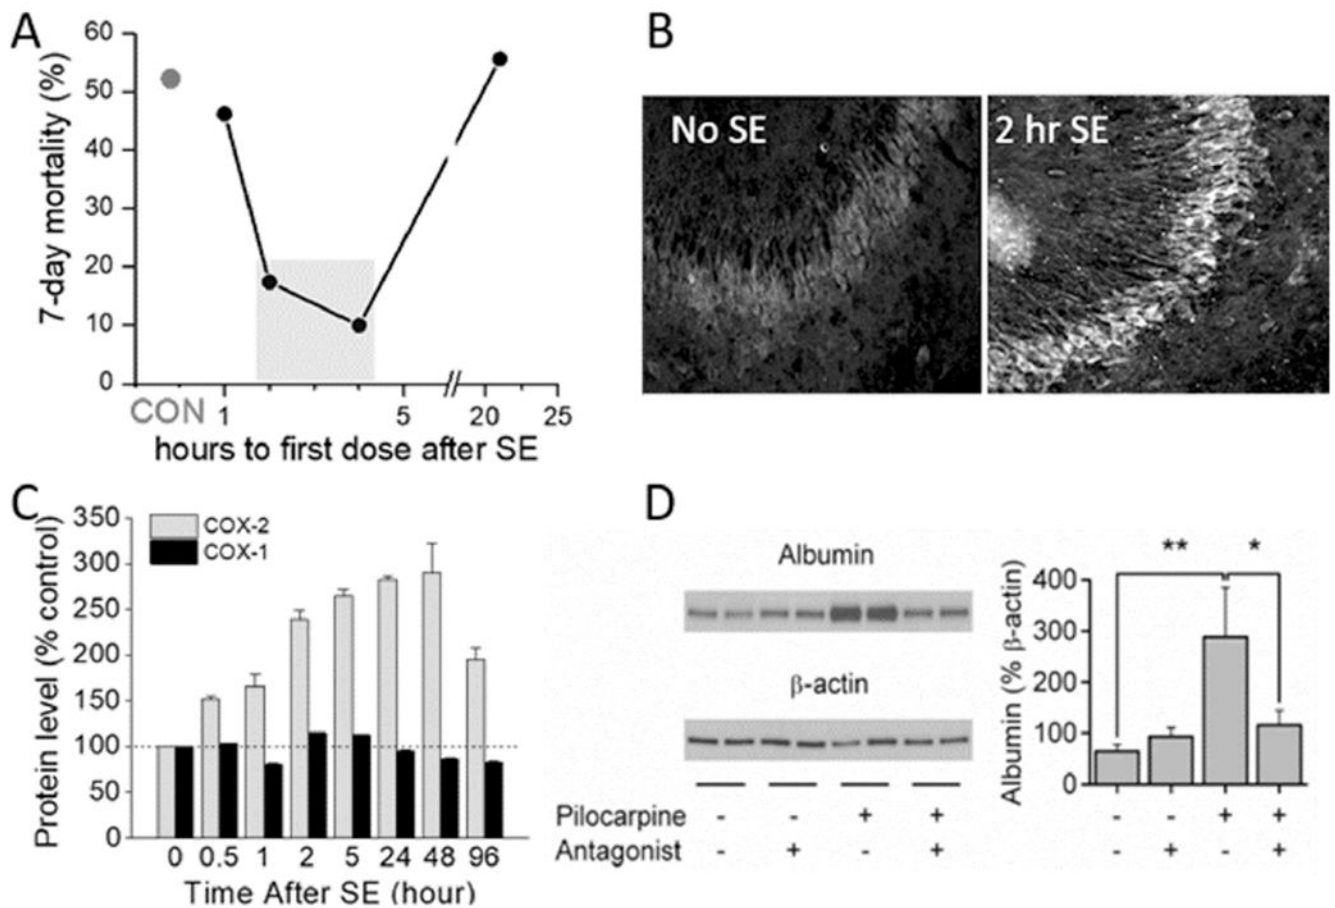 A
7-day mortality (%)
60
50
40
30
20
10
0
CON 1 5 20 25
hours to first dose after SE
B
No SE
2 hr SE
C
Protein level (% control)
350
300
250
200
150
100
50
0
COX-2
COX-1
0 0.5 1 2 5 24 48 96
Time After SE (hour)
D
Albumin
β-actin
Pilocarpine - - + +
Antagonist - + - +
Albumin (% β-actin)
400
300
200
100
0
** *
- - + +
- + - +